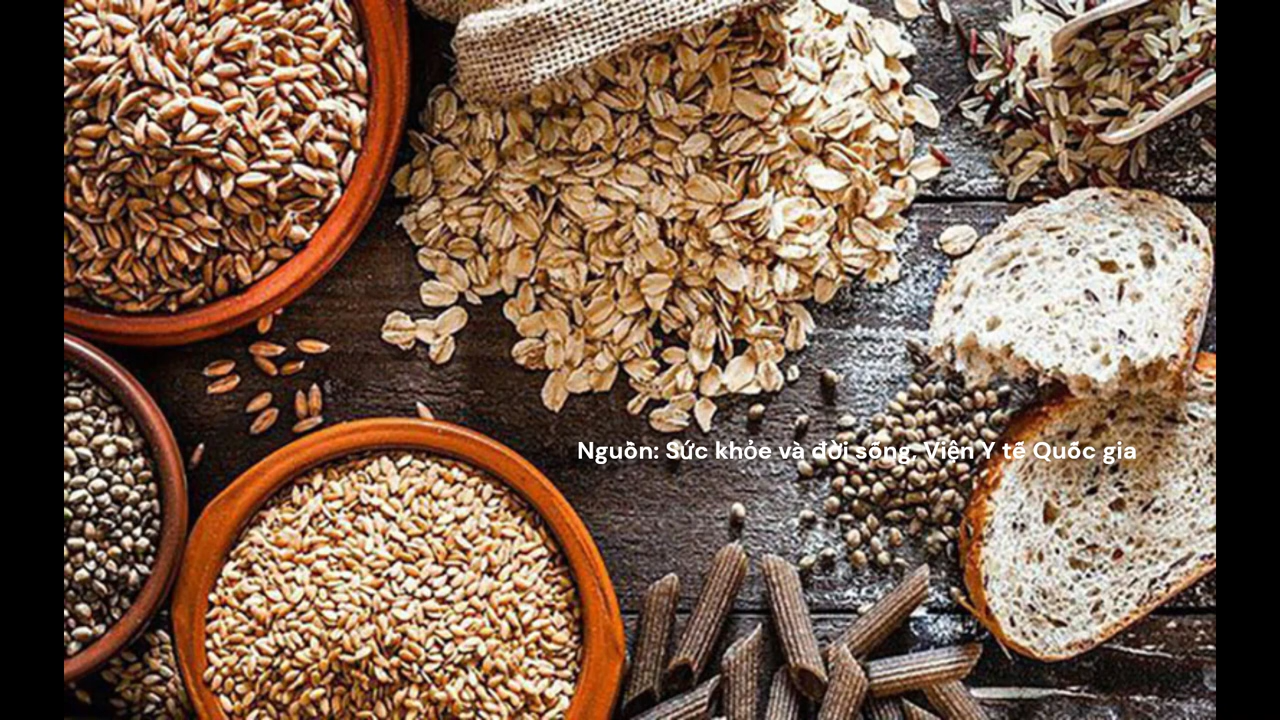 Nguồn: Sức khỏe và đời sống, Viện Y tế Quốc gia